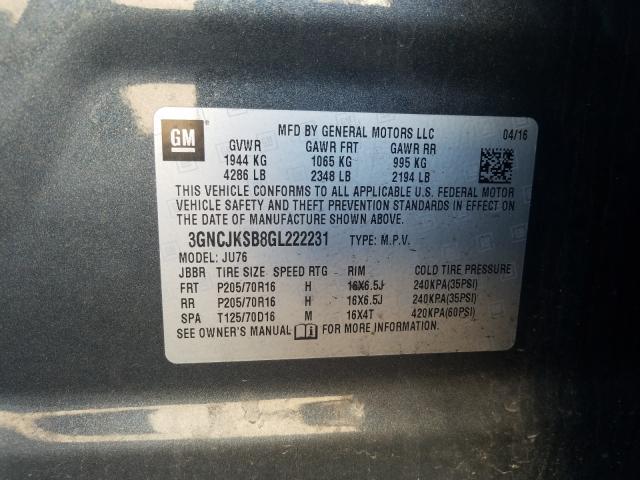 GM
MFD BY GENERAL MOTORS LLC 04/16
GVWR GAWR FRT GAWR RR
1944 KG 1065 KG 995 KG
4286 LB 2348 LB 2194 LB
THIS VEHICLE CONFORMS TO ALL APPLICABLE U.S. FEDERAL MOTOR
VEHICLE SAFETY AND THEFT PREVENTION STANDARDS IN EFFECT ON
THE DATE OF MANUFACTURE SHOWN ABOVE.
3GNCJKSB8GL222231 TYPE: M.P.V.
MODEL: JU76
JBBR TIRE SIZE SPEED RTG RIM COLD TIRE PRESSURE
FRT P205/70R16 H 16X6.5J 240KPA(35PSI)
RR P205/70R16 H 16X6.5J 240KPA(35PSI)
SPA T125/70D16 M 16X4T 420KPA(60PSI)
SEE OWNER'S MANUAL FOR MORE INFORMATION.